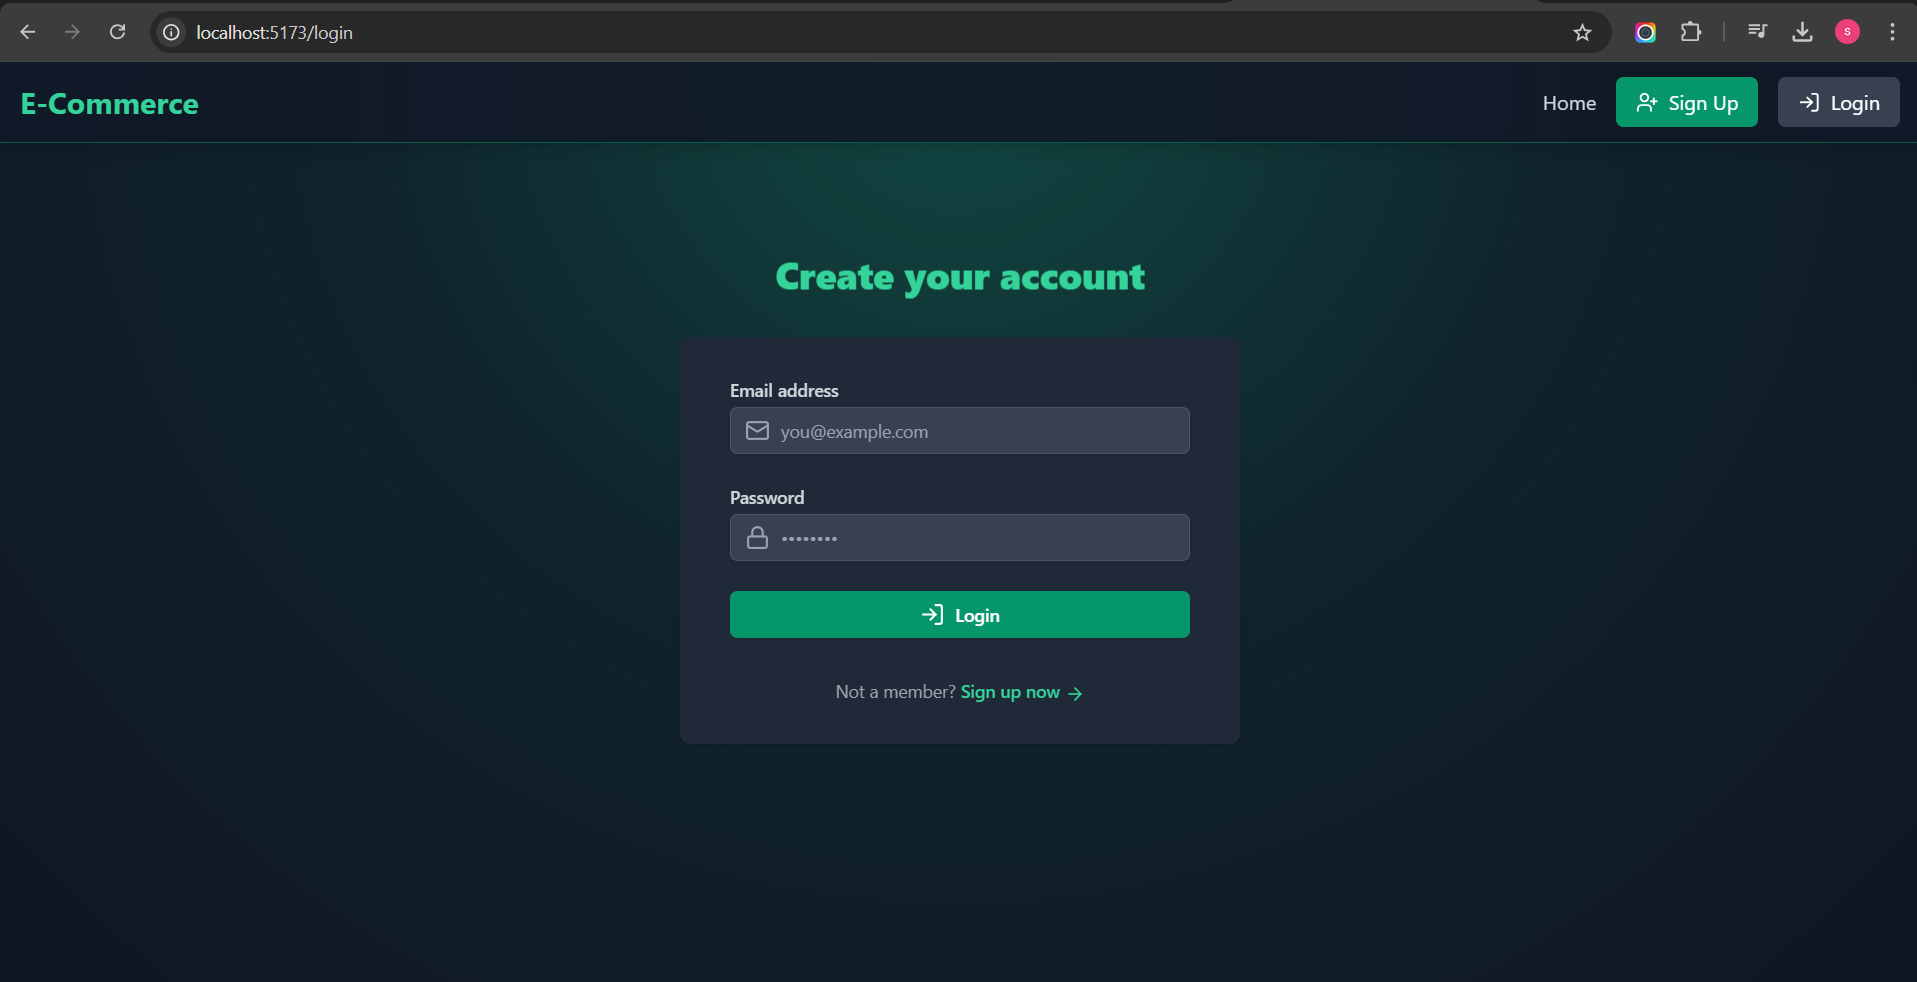 localhost:5173/login
S
E-Commerce
Home
Sign Up
Login
Create your account
Email address
you@example.com
Password
••••••••
Login
Not a member? Sign up now →